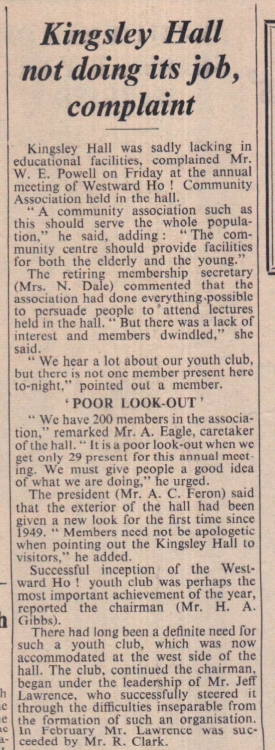 Kingsley Hall
not doing its job,
complaint
Kingsley Hall was sadly lacking in
educational facilities, complained Mr.
W. E. Powell on Friday at the annual
meeting of Westward Ho ! Community
Association held in the hall.
“ A community association such as
this should serve the whole popula-
tion,” he said, adding : “ The com-
munity centre should provide facilities
for both the elderly and the young.”
The retiring membership secretary
(Mrs. N. Dale) commented that the
association had done everything possible
to persuade people to attend lectures
held in the hall. “ But there was a lack of
interest and members dwindled,” she
said.
“ We hear a lot about our youth club,
but there is not one member present here
to-night,” pointed out a member.
‘ POOR LOOK-OUT ’
“ We have 200 members in the associa-
tion,” remarked Mr. A. Eagle, caretaker
of the hall. “ It is a poor look-out when we
get only 29 present for this annual meet-
ing. We must give people a good idea
of what we are doing,” he urged.
The president (Mr. A. C. Feron) said
that the exterior of the hall had been
given a new look for the first time since
1949. “ Members need not be apologetic
when pointing out the Kingsley Hall to
visitors,” he added.
Successful inception of the West-
ward Ho ! youth club was perhaps the
most important achievement of the year,
reported the chairman (Mr. H. A.
Gibbs).
There had long been a definite need for
such a youth club, which was now
accommodated at the west side of the
hall. The club, continued the chairman,
began under the leadership of Mr. Jeff
Lawrence, who successfully steered it
through the difficulties inseparable from
the formation of such an organisation.
In February Mr. Lawrence was suc-
ceeded by Mr. R. Clark.